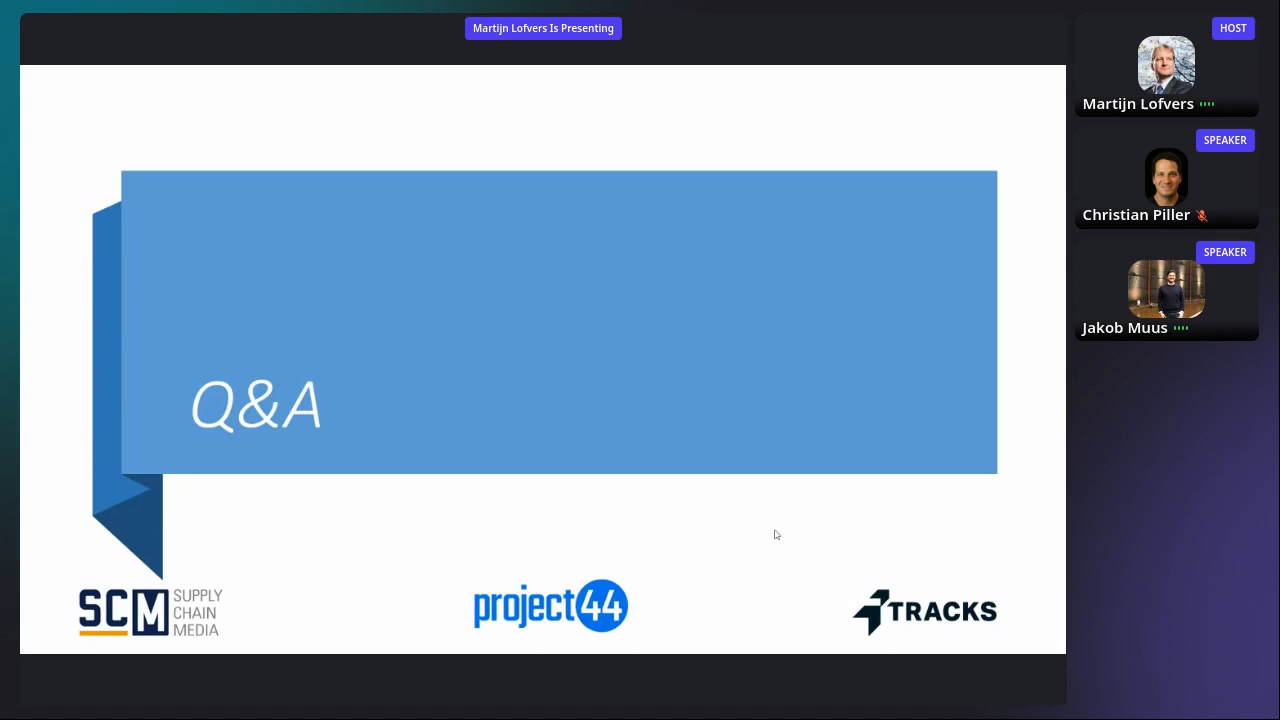 Martijn Lofvers Is Presenting
HOST
Martijn Lofvers
SPEAKER
Christian Piller
SPEAKER
Jakob Muus
Q&A
SCM
SUPPLY
CHAIN
MEDIA
project44
TRACKS